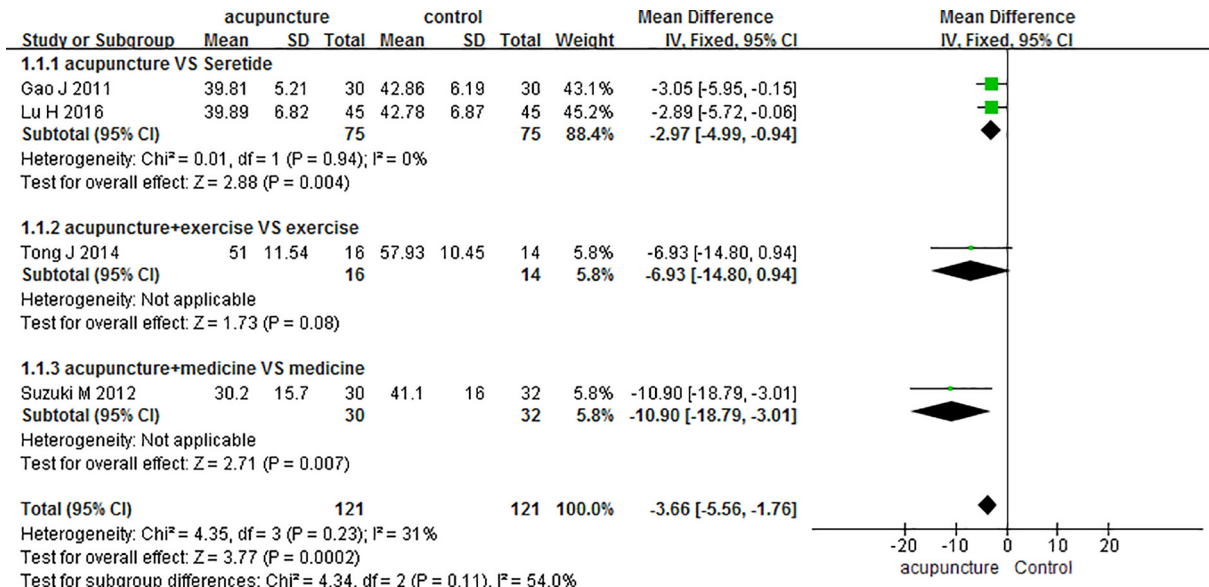 acupuncture control Mean Difference Mean Difference
Study or Subgroup Mean SD Total Mean SD Total Weight IV, Fixed, 95% CI IV, Fixed, 95% CI
1.1.1 acupuncture VS Seretide
Gao J 2011 39.81 5.21 30 42.86 6.19 30 43.1% -3.05 [-5.95, -0.15]
Lu H 2016 39.89 6.82 45 42.78 6.87 45 45.2% -2.89 [-5.72, -0.06]
Subtotal (95% CI) 75 75 88.4% -2.97 [-4.99, -0.94]
Heterogeneity: Chi² = 0.01, df = 1 (P = 0.94); I² = 0%
Test for overall effect: Z = 2.88 (P = 0.004)
1.1.2 acupuncture+exercise VS exercise
Tong J 2014 51 11.54 16 57.93 10.45 14 5.8% -6.93 [-14.80, 0.94]
Subtotal (95% CI) 16 14 5.8% -6.93 [-14.80, 0.94]
Heterogeneity: Not applicable
Test for overall effect: Z = 1.73 (P = 0.08)
1.1.3 acupuncture+medicine VS medicine
Suzuki M 2012 30.2 15.7 30 41.1 16 32 5.8% -10.90 [-18.79, -3.01]
Subtotal (95% CI) 30 32 5.8% -10.90 [-18.79, -3.01]
Heterogeneity: Not applicable
Test for overall effect: Z = 2.71 (P = 0.007)
Total (95% CI) 121 121 100.0% -3.66 [-5.56, -1.76]
Heterogeneity: Chi² = 4.35, df = 3 (P = 0.23); I² = 31%
Test for overall effect: Z = 3.77 (P = 0.0002)
Test for subgroup differences: Chi² = 4.34, df = 2 (P = 0.11), I² = 54.0%
-20 -10 0 10 20
acupuncture Control